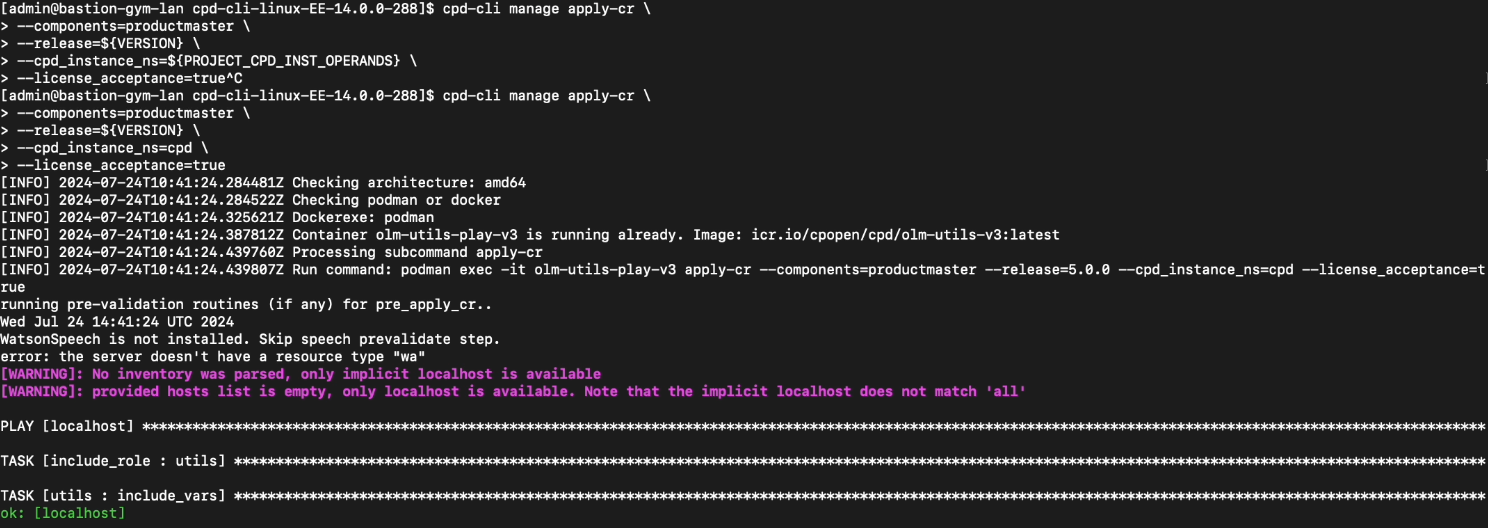 [admin@bastion-gym-lan cpd-cli-linux-EE-14.0.0-288]$ cpd-cli manage apply-cr \
> --components=productmaster \
> --release=${VERSION} \
> --cpd_instance_ns=${PROJECT_CPD_INST_OPERANDS} \
> --license_acceptance=true^C
[admin@bastion-gym-lan cpd-cli-linux-EE-14.0.0-288]$ cpd-cli manage apply-cr \
> --components=productmaster \
> --release=${VERSION} \
> --cpd_instance_ns=cpd \
> --license_acceptance=true
[INFO] 2024-07-24T10:41:24.284481Z Checking architecture: amd64
[INFO] 2024-07-24T10:41:24.284522Z Checking podman or docker
[INFO] 2024-07-24T10:41:24.325621Z Dockerexe: podman
[INFO] 2024-07-24T10:41:24.387812Z Container olm-utils-play-v3 is running already. Image: icr.io/cpopen/cpd/olm-utils-v3:latest
[INFO] 2024-07-24T10:41:24.439760Z Processing subcommand apply-cr
[INFO] 2024-07-24T10:41:24.439807Z Run command: podman exec -it olm-utils-play-v3 apply-cr --components=productmaster --release=5.0.0 --cpd_instance_ns=cpd --license_acceptance=t
rue
running pre-validation routines (if any) for pre_apply_cr..
Wed Jul 24 14:41:24 UTC 2024
WatsonSpeech is not installed. Skip speech prevalidate step.
error: the server doesn't have a resource type "wa"
[WARNING]: No inventory was parsed, only implicit localhost is available
[WARNING]: provided hosts list is empty, only localhost is available. Note that the implicit localhost does not match 'all'
PLAY [localhost] *****************************************************************************************************************************************************************
TASK [include_role : utils] ******************************************************************************************************************************************************
TASK [utils : include_vars] ******************************************************************************************************************************************************
ok: [localhost]